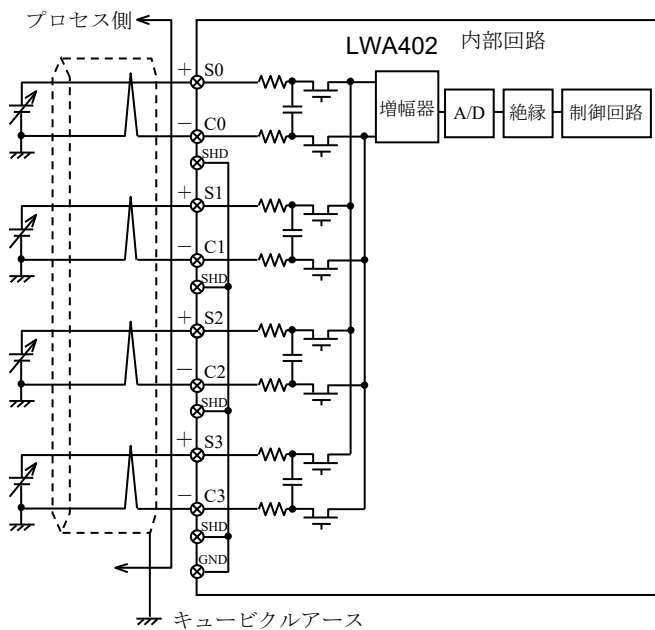 プロセス側
LWA402 内部回路
+ S0
− C0
SHD
増幅器
A/D
絶縁
制御回路
+ S1
− C1
SHD
+ S2
− C2
SHD
+ S3
− C3
SHD
GND
キュービクルアース